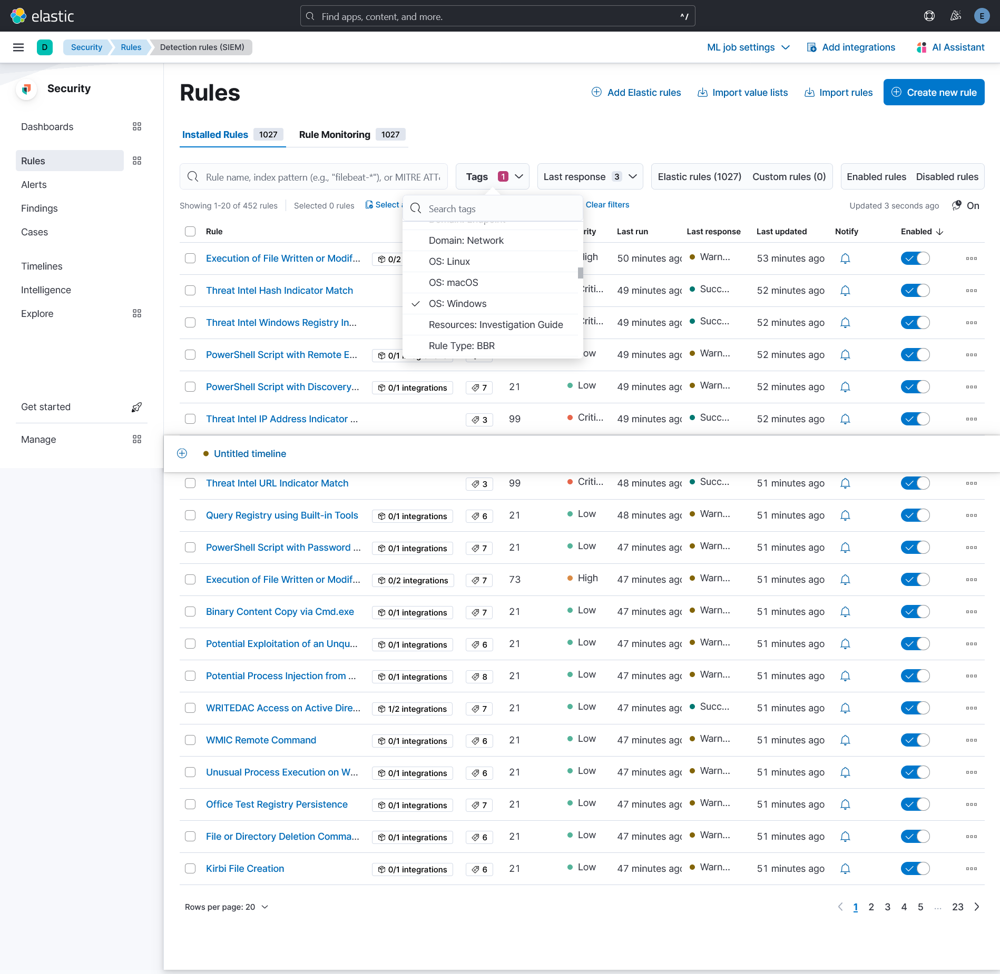 elastic
Find apps, content, and more.
^/
E
D
Security
Rules
Detection rules (SIEM)
ML job settings
Add integrations
AI Assistant
Security
Dashboards
Rules
Alerts
Findings
Cases
Timelines
Intelligence
Explore
Get started
Manage
Rules
Add Elastic rules
Import value lists
Import rules
Create new rule
Installed Rules 1027
Rule Monitoring 1027
Rule name, index pattern (e.g., "filebeat-*"), or MITRE ATT&
Tags 1
Last response 3
Elastic rules (1027)
Custom rules (0)
Enabled rules
Disabled rules
Showing 1-20 of 452 rules
Selected 0 rules
Select a
Clear filters
Updated 3 seconds ago
On
Search tags
Domain: Endpoint
Domain: Network
OS: Linux
OS: macOS
OS: Windows
Resources: Investigation Guide
Rule Type: BBR
Rule rity Last run Last response Last updated Notify Enabled
Execution of File Written or Modif... 0/2 High 50 minutes ago Warn... 53 minutes ago
Threat Intel Hash Indicator Match Criti... 49 minutes ago Succ... 52 minutes ago
Threat Intel Windows Registry In... Criti... 49 minutes ago Succ... 52 minutes ago
PowerShell Script with Remote E... 0/1 Low 49 minutes ago Warn... 52 minutes ago
PowerShell Script with Discovery... 0/1 integrations 7 21 Low 49 minutes ago Warn... 52 minutes ago
Threat Intel IP Address Indicator ... 3 99 Criti... 49 minutes ago Succ... 52 minutes ago
Untitled timeline
Threat Intel URL Indicator Match 3 99 Criti... 48 minutes ago Succ... 51 minutes ago
Query Registry using Built-in Tools 0/1 integrations 6 21 Low 48 minutes ago Warn... 51 minutes ago
PowerShell Script with Password ... 0/1 integrations 7 21 Low 47 minutes ago Warn... 51 minutes ago
Execution of File Written or Modif... 0/2 integrations 7 73 High 47 minutes ago Warn... 51 minutes ago
Binary Content Copy via Cmd.exe 0/1 integrations 7 21 Low 47 minutes ago Warn... 51 minutes ago
Potential Exploitation of an Unqu... 0/1 integrations 6 21 Low 47 minutes ago Warn... 51 minutes ago
Potential Process Injection from ... 0/1 integrations 8 21 Low 47 minutes ago Warn... 51 minutes ago
WRITEDAC Access on Active Dire... 1/2 integrations 7 21 Low 47 minutes ago Succ... 51 minutes ago
WMIC Remote Command 0/1 integrations 6 21 Low 47 minutes ago Warn... 51 minutes ago
Unusual Process Execution on W... 0/1 integrations 6 21 Low 47 minutes ago Warn... 51 minutes ago
Office Test Registry Persistence 0/1 integrations 7 21 Low 47 minutes ago Warn... 51 minutes ago
File or Directory Deletion Comma... 0/1 integrations 6 21 Low 47 minutes ago Warn... 51 minutes ago
Kirbi File Creation 0/1 integrations 6 21 Low 47 minutes ago Warn... 51 minutes ago
Rows per page: 20
1 2 3 4 5 ... 23